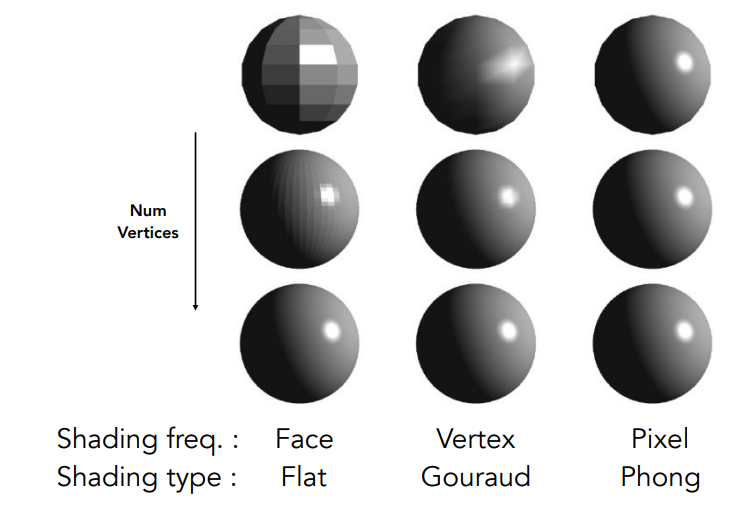 Num
Vertices
Shading freq. : Face Vertex Pixel
Shading type : Flat Gouraud Phong